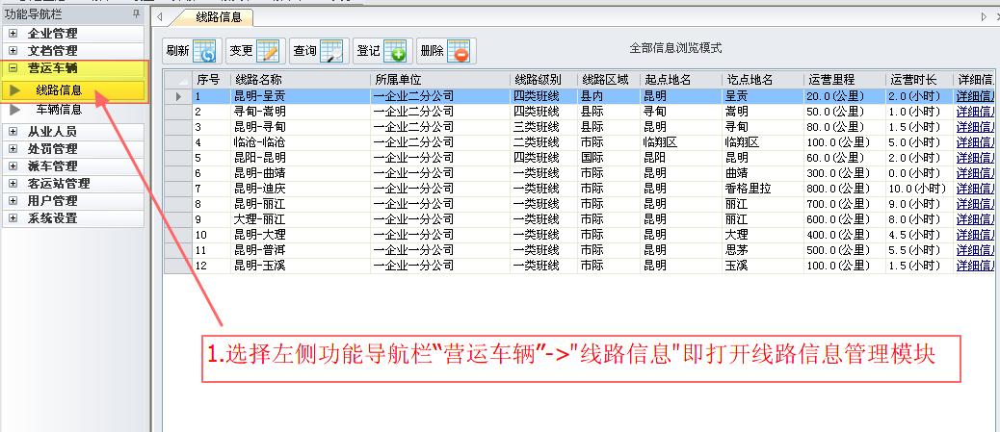 功能导航栏
企业管理
文档管理
营运车辆
线路信息
车辆信息
从业人员
处罚管理
派车管理
客运站管理
用户管理
系统设置
线路信息
刷新 变更 查询 登记 删除 全部信息浏览模式
序号 线路名称 所属单位 线路级别 线路区域 起点地名 讫点地名 运营里程 运营时长 详细信
1 昆明-呈贡 一企业二分公司 四类班线 县内 昆明 呈贡 20.0(公里) 2.0(小时) 详细信
2 寻甸-嵩明 一企业二分公司 四类班线 县际 寻甸 嵩明 50.0(公里) 1.0(小时) 详细信
3 昆明-寻甸 一企业二分公司 三类班线 县际 昆明 寻甸 80.0(公里) 1.5(小时) 详细信
4 临沧-临沧 一企业二分公司 二类班线 市际 临翔区 临翔区 100.0(公里) 5.0(小时) 详细信
5 昆阳-昆明 一企业二分公司 四类班线 国际 昆阳 昆明 60.0(公里) 2.0(小时) 详细信
6 昆明-曲靖 一企业一分公司 一类班线 市际 昆明 曲靖 300.0(公里) 0.0(小时) 详细信
7 昆明-迪庆 一企业一分公司 一类班线 市际 昆明 香格里拉 800.0(公里) 10.0(小时) 详细信
8 昆明-丽江 一企业一分公司 一类班线 市际 昆明 丽江 700.0(公里) 9.0(小时) 详细信
9 大理-丽江 一企业一分公司 一类班线 市际 昆明 丽江 600.0(公里) 8.0(小时) 详细信
10 昆明-大理 一企业一分公司 一类班线 市际 昆明 大理 400.0(公里) 4.5(小时) 详细信
11 昆明-普洱 一企业一分公司 一类班线 市际 昆明 思茅 500.0(公里) 5.5(小时) 详细信
12 昆明-玉溪 一企业一分公司 一类班线 市际 昆明 玉溪 100.0(公里) 1.5(小时) 详细信
1.选择左侧功能导航栏“营运车辆”->"线路信息"即打开线路信息管理模块